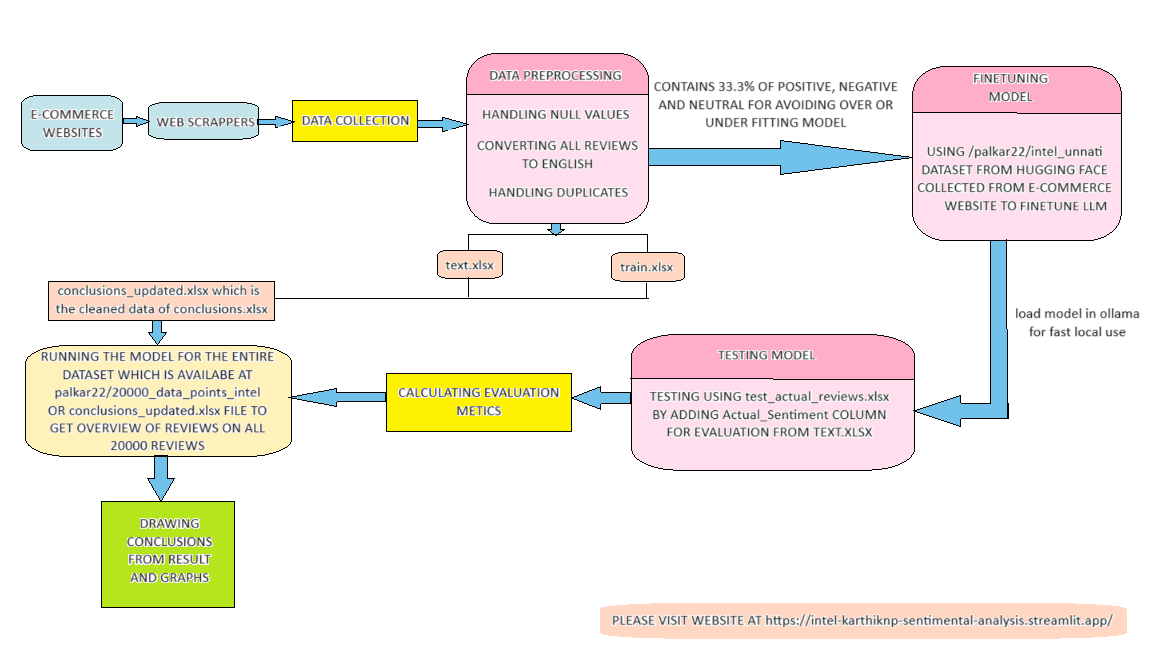 E-COMMERCE
WEBSITES
WEB SCRAPPERS
DATA COLLECTION
DATA PREPROCESSING
HANDLING NULL VALUES
CONVERTING ALL REVIEWS
TO ENGLISH
HANDLING DUPLICATES
CONTAINS 33.3% OF POSITIVE, NEGATIVE
AND NEUTRAL FOR AVOIDING OVER OR
UNDER FITTING MODEL
FINETUNING
MODEL
USING /palkar22/intel_unnati
DATASET FROM HUGGING FACE
COLLECTED FROM E-COMMERCE
WEBSITE TO FINETUNE LLM
text.xlsx
train.xlsx
conclusions_updated.xlsx which is
the cleaned data of conclusions.xlsx
load model in ollama
for fast local use
TESTING MODEL
TESTING USING test_actual_reviews.xlsx
BY ADDING Actual_Sentiment COLUMN
FOR EVALUATION FROM TEXT.XLSX
CALCULATING EVALUATION
METICS
RUNNING THE MODEL FOR THE ENTIRE
DATASET WHICH IS AVAILABE AT
palkar22/20000_data_points_intel
OR conclusions_updated.xlsx FILE TO
GET OVERVIEW OF REVIEWS ON ALL
20000 REVIEWS
DRAWING
CONCLUSIONS
FROM RESULT
AND GRAPHS
PLEASE VISIT WEBSITE AT https://intel-karthiknp-sentimental-analysis.streamlit.app/